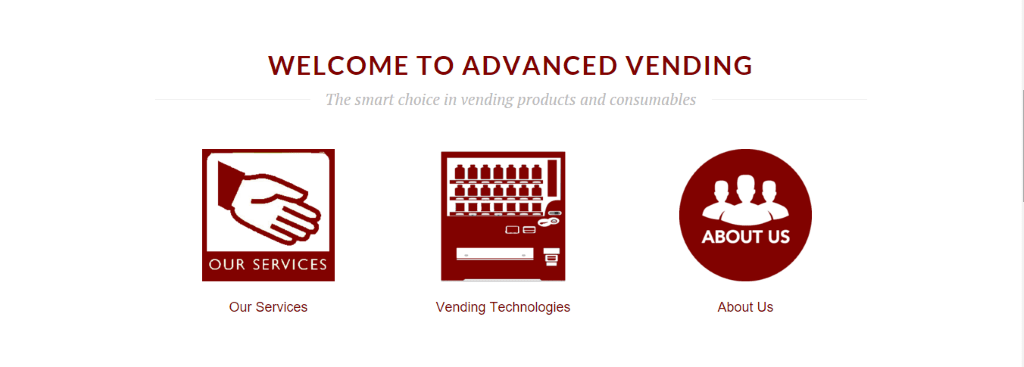 WELCOME TO ADVANCED VENDING
The smart choice in vending products and consumables
OUR SERVICES
ABOUT US
Our Services
Vending Technologies
About Us